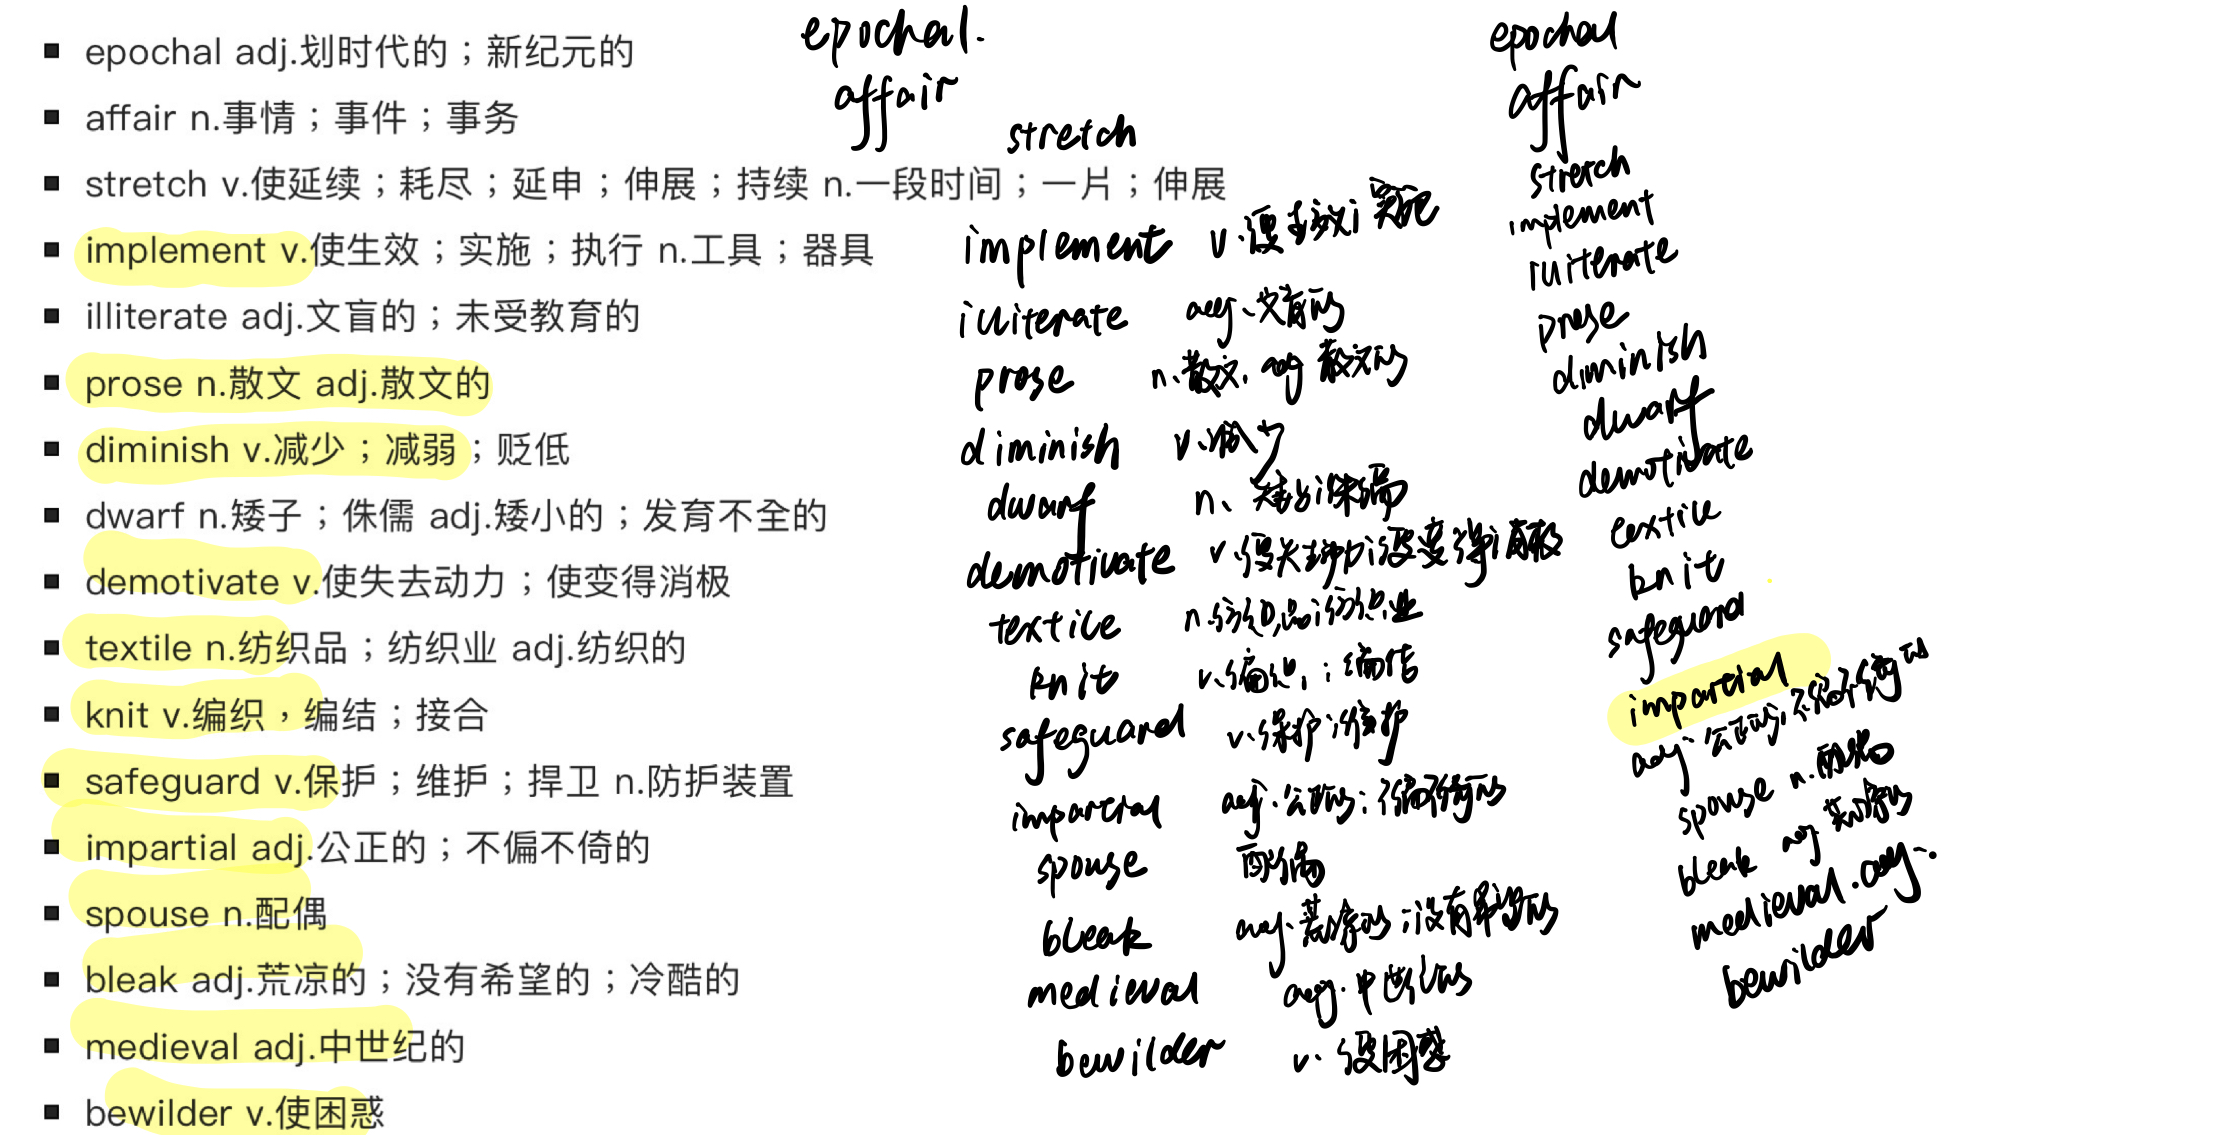 epochal adj.划时代的；新纪元的
affair n.事情；事件；事务
stretch v.使延续；耗尽；延申；伸展；持续 n.一段时间；一片；伸展
implement v.使生效；实施；执行 n.工具；器具
illiterate adj.文盲的；未受教育的
prose n.散文 adj.散文的
diminish v.减少；减弱；贬低
dwarf n.矮子；侏儒 adj.矮小的；发育不全的
demotivate v.使失去动力；使变得消极
textile n.纺织品；纺织业 adj.纺织的
knit v.编织，编结；接合
safeguard v.保护；维护；捍卫 n.防护装置
impartial adj.公正的；不偏不倚的
spouse n.配偶
bleak adj.荒凉的；没有希望的；冷酷的
medieval adj.中世纪的
bewilder v.使困惑
epochal.
affair
stretch
implement v.使生效；实施
illiterate adj.文盲的
prose n.散文. adj 散文的
diminish v.减少
dwarf n.矮子；侏儒
demotivate v.使失去动力；使变得消极
textile n.纺织品；纺织业
knit v.编织；编结
safeguard v.保护；维护
impartial adj.公正的；不偏不倚的
spouse 配偶
bleak adj.荒凉的；没有希望的
medieval adj.中世纪的
bewilder v.使困惑
epochal
affair
stretch
implement
illiterate
prose
diminish
dwarf
demotivate
textile
knit
safeguard
impartial
adj 公正的；不偏不倚的
spouse n.配偶
bleak adj.荒凉的
medieval.adj.
bewilder